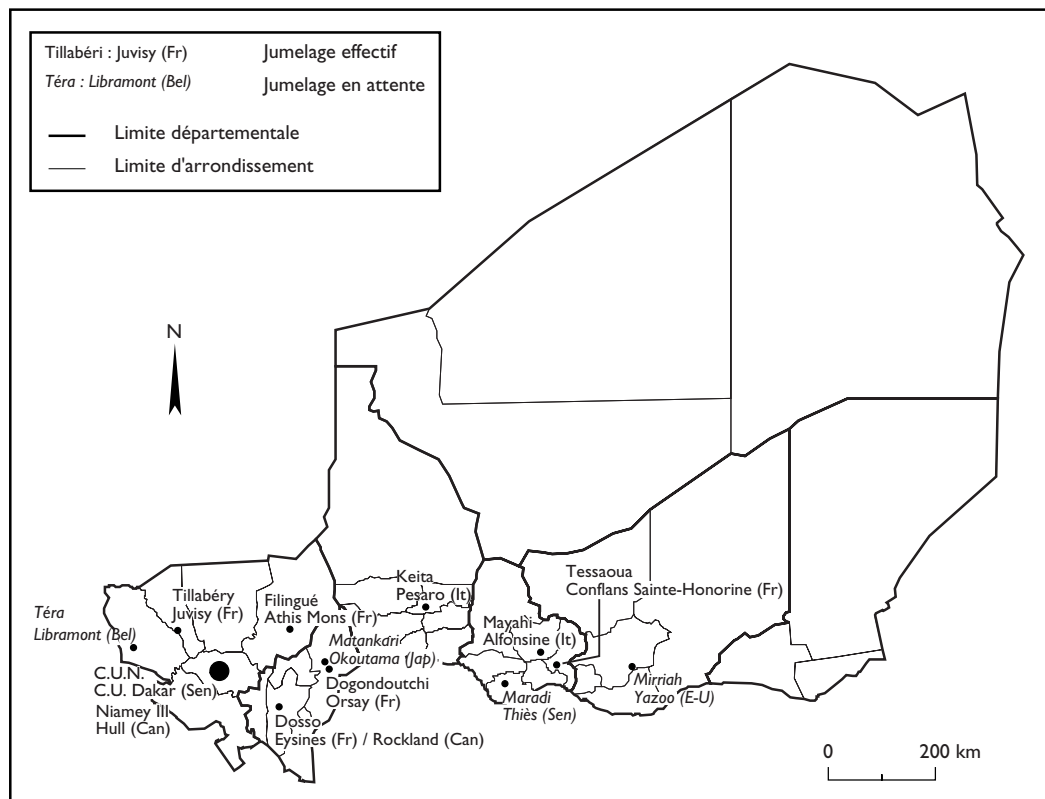 Tillabéri : Juvisy (Fr) Jumelage effectif
Téra : Libramont (Bel) Jumelage en attente
Limite départementale
Limite d'arrondissement
N
Tessaoua
Conflans Sainte-Honorine (Fr)
Keita
Pesaro (It)
Tillabéry
Juvisy (Fr)
Filingué
Athis Mons (Fr)
Téra
Libramont (Bel)
Mayahi
Alfonsine (It)
Matankari
Okoutama (Jap)
C.U.N.
C.U. Dakar (Sen)
Niamey III
Hull (Can)
Dogondoutchi
Orsay (Fr)
Mirriah
Yazoo (E-U)
Maradi
Thiès (Sen)
Dosso
Eysines (Fr) / Rockland (Can)
0 200 km